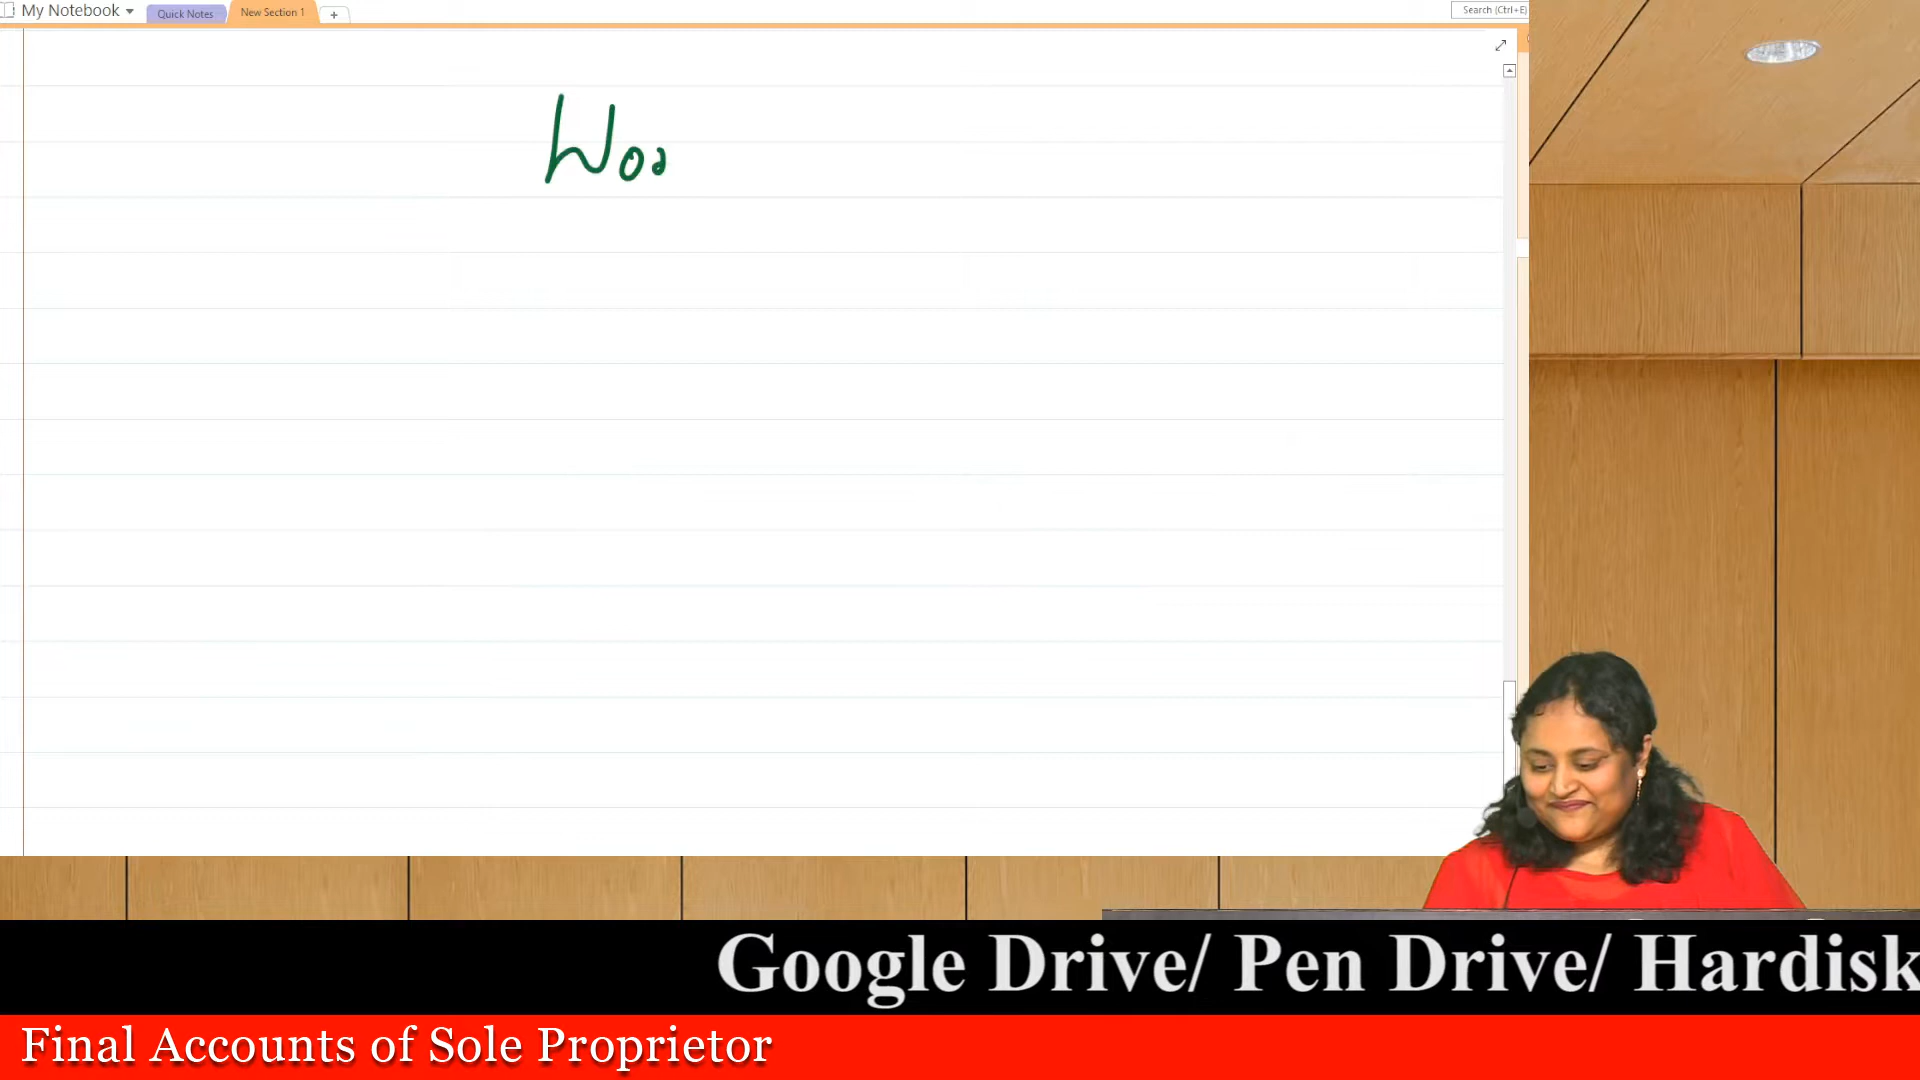 My Notebook
Quick Notes
New Section 1
+
Search (Ctrl+E)
Google Drive/ Pen Drive/ Hardisk
Final Accounts of Sole Proprietor